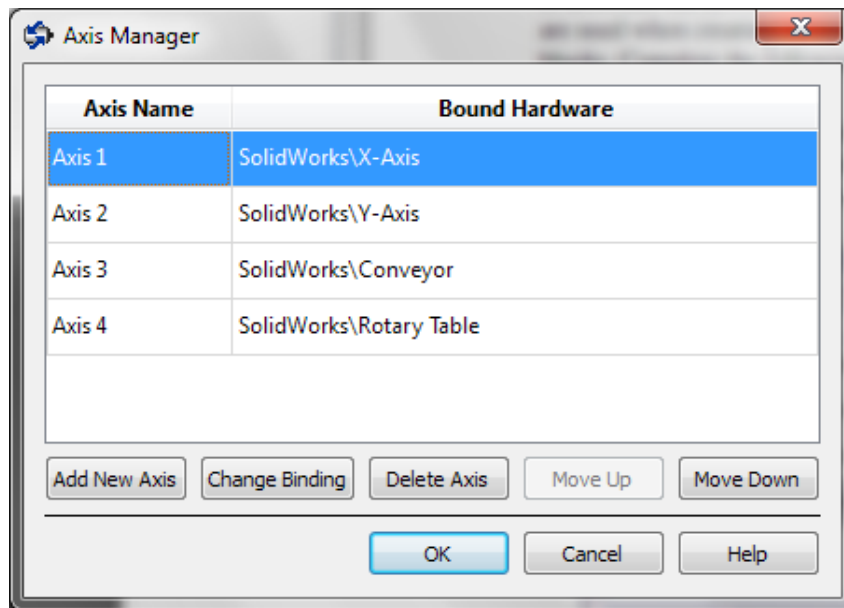 Axis Manager
Axis Name Bound Hardware
Axis 1 SolidWorks\X-Axis
Axis 2 SolidWorks\Y-Axis
Axis 3 SolidWorks\Conveyor
Axis 4 SolidWorks\Rotary Table
Add New Axis Change Binding Delete Axis Move Up Move Down
OK Cancel Help